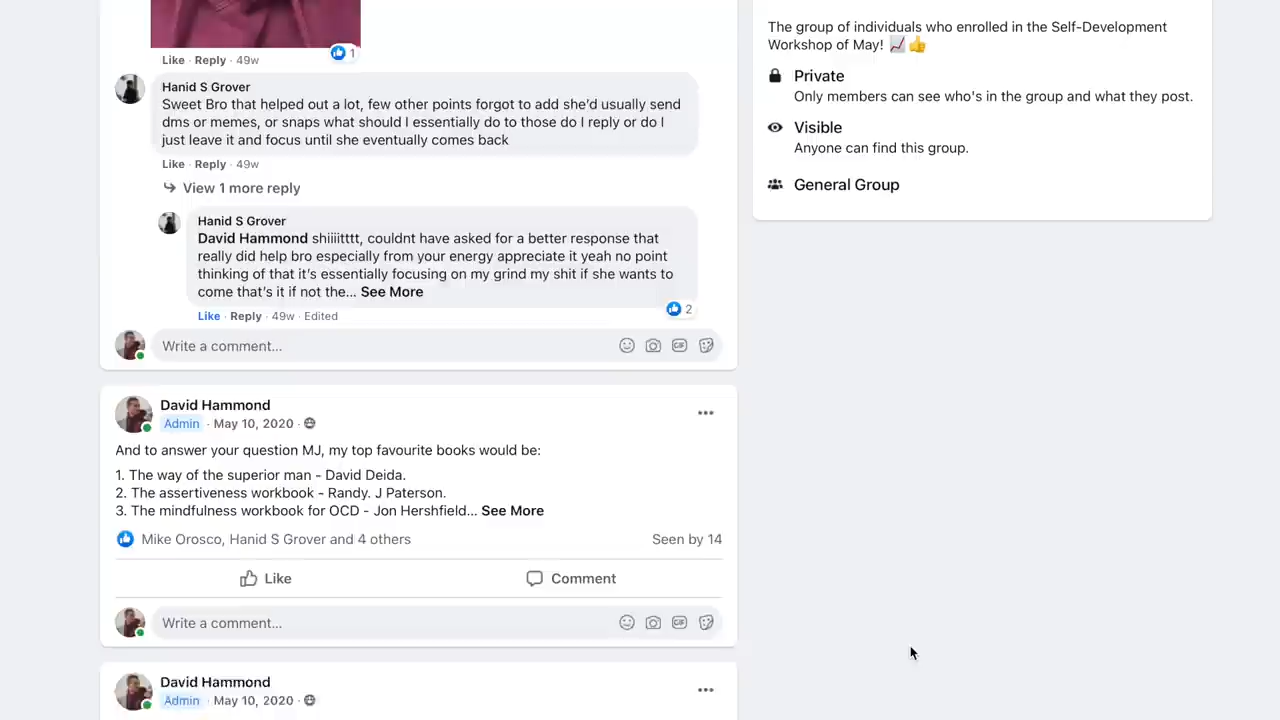 Like · Reply · 49w
1
Hanid S Grover
Sweet Bro that helped out a lot, few other points forgot to add she'd usually send
dms or memes, or snaps what should I essentially do to those do I reply or do I
just leave it and focus until she eventually comes back
Like · Reply · 49w
View 1 more reply
Hanid S Grover
David Hammond shiiiitttt, couldnt have asked for a better response that
really did help bro especially from your energy appreciate it yeah no point
thinking of that it's essentially focusing on my grind my shit if she wants to
come that's it if not the... See More
2
Like · Reply · 49w · Edited
Write a comment...
GIF
David Hammond
Admin · May 10, 2020 ·
And to answer your question MJ, my top favourite books would be:
1. The way of the superior man - David Deida.
2. The assertiveness workbook - Randy. J Paterson.
3. The mindfulness workbook for OCD - Jon Hershfield... See More
Mike Orosco, Hanid S Grover and 4 others
Seen by 14
Like
Comment
Write a comment...
GIF
David Hammond
Admin · May 10, 2020 ·
The group of individuals who enrolled in the Self-Development
Workshop of May! 📈👍
Private
Only members can see who's in the group and what they post.
Visible
Anyone can find this group.
General Group